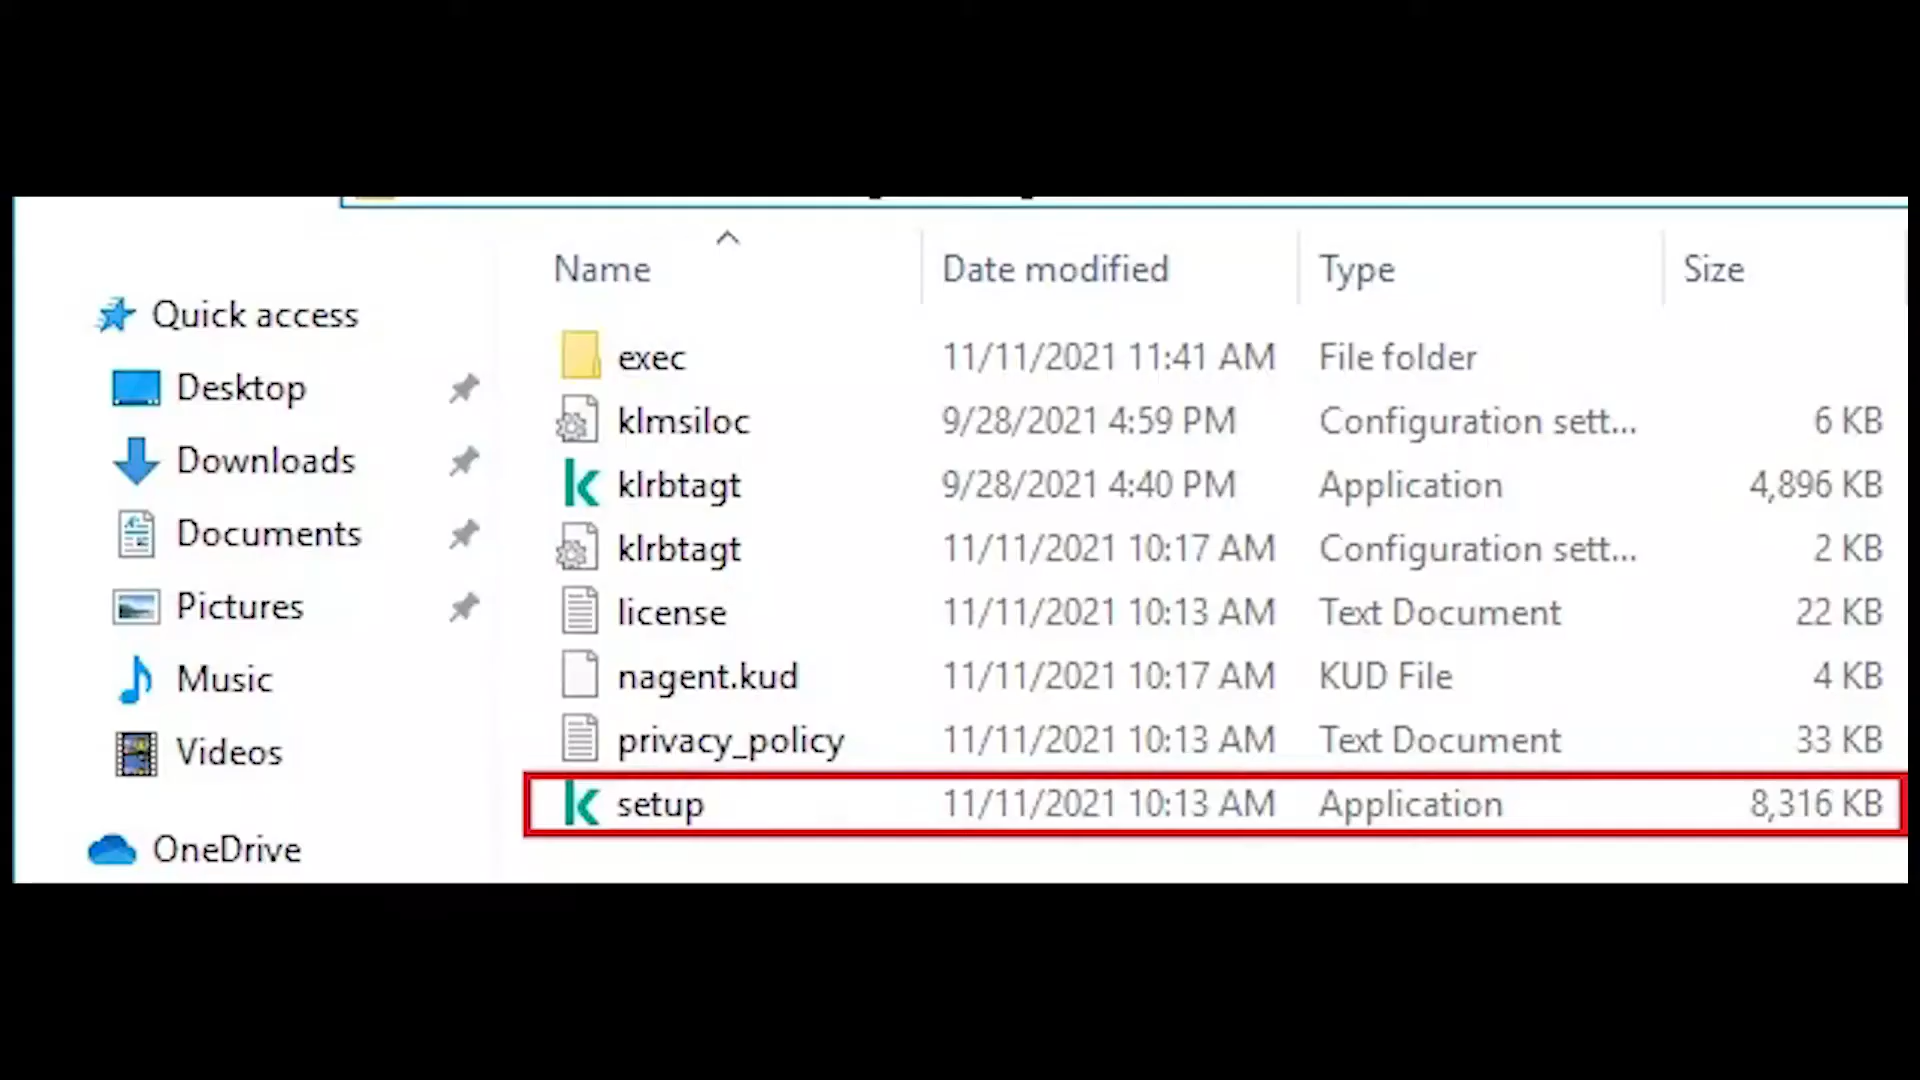 Name Date modified Type Size
Quick access
Desktop
Downloads
Documents
Pictures
Music
Videos
OneDrive
exec 11/11/2021 11:41 AM File folder
klmsiloc 9/28/2021 4:59 PM Configuration sett... 6 KB
klrbtagt 9/28/2021 4:40 PM Application 4,896 KB
klrbtagt 11/11/2021 10:17 AM Configuration sett... 2 KB
license 11/11/2021 10:13 AM Text Document 22 KB
nagent.kud 11/11/2021 10:17 AM KUD File 4 KB
privacy_policy 11/11/2021 10:13 AM Text Document 33 KB
setup 11/11/2021 10:13 AM Application 8,316 KB